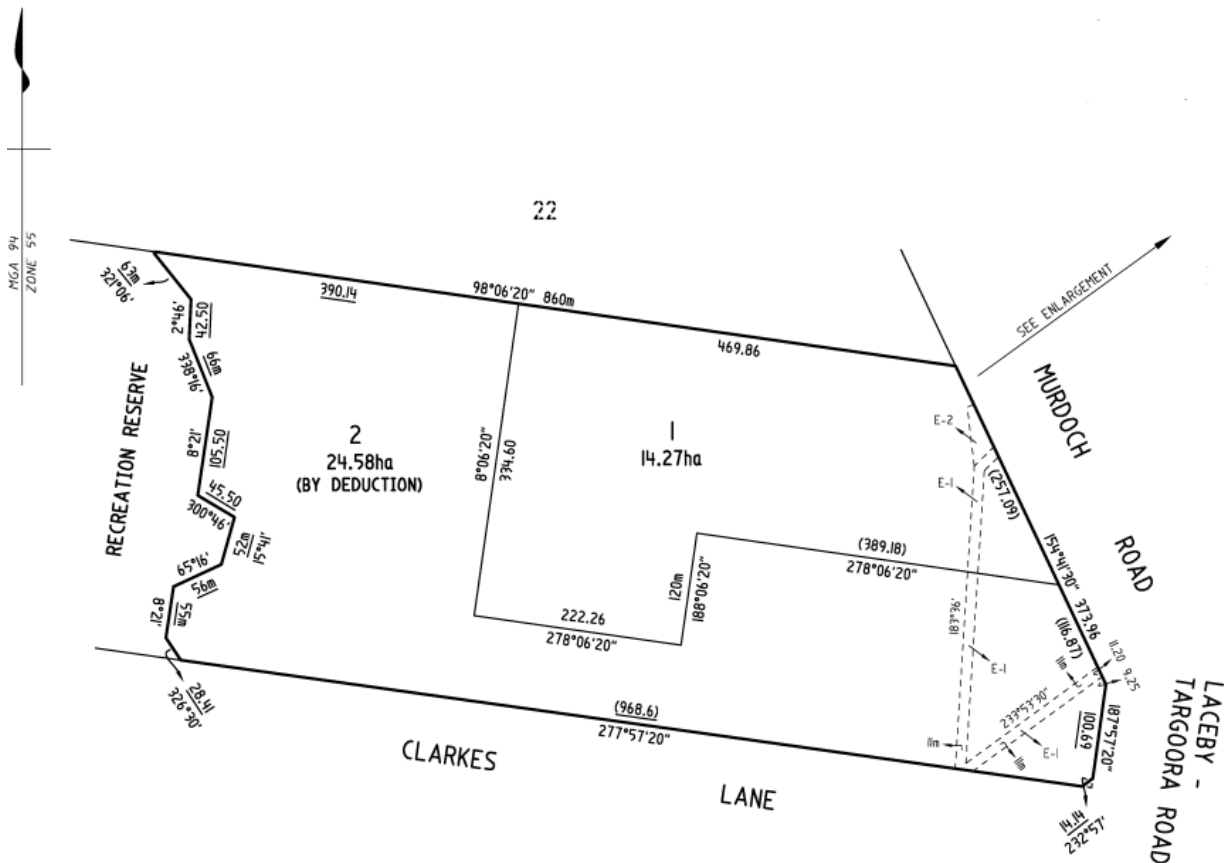 MGA 94
ZONE 55
22
63m
321°06'
390.14
98°06'20" 860m
469.86
SEE ENLARGEMENT
MURDOCH
ROAD
2°46'
42.50
66m
338°16'
RECREATION RESERVE
8°21'
105.50
2
24.58ha
(BY DEDUCTION)
8°06'20"
334.60
1
14.27ha
E-2
E-1
(257.09)
45.50
300°46'
52m
15°41'
65°16'
56m
8°21'
55m
(389.18)
278°06'20"
120m
188°06'20"
154°41'30"
373.96
(116.87)
222.26
278°06'20"
183°36'
E-1
11.20
9.25
11m
233°53'30"
11m
E-1
11m
187°57'20"
100.69
28.41
326°30'
(968.6)
277°57'20"
CLARKES
LANE
14.14
232°57'
LACEBY -
TARGOORA ROAD